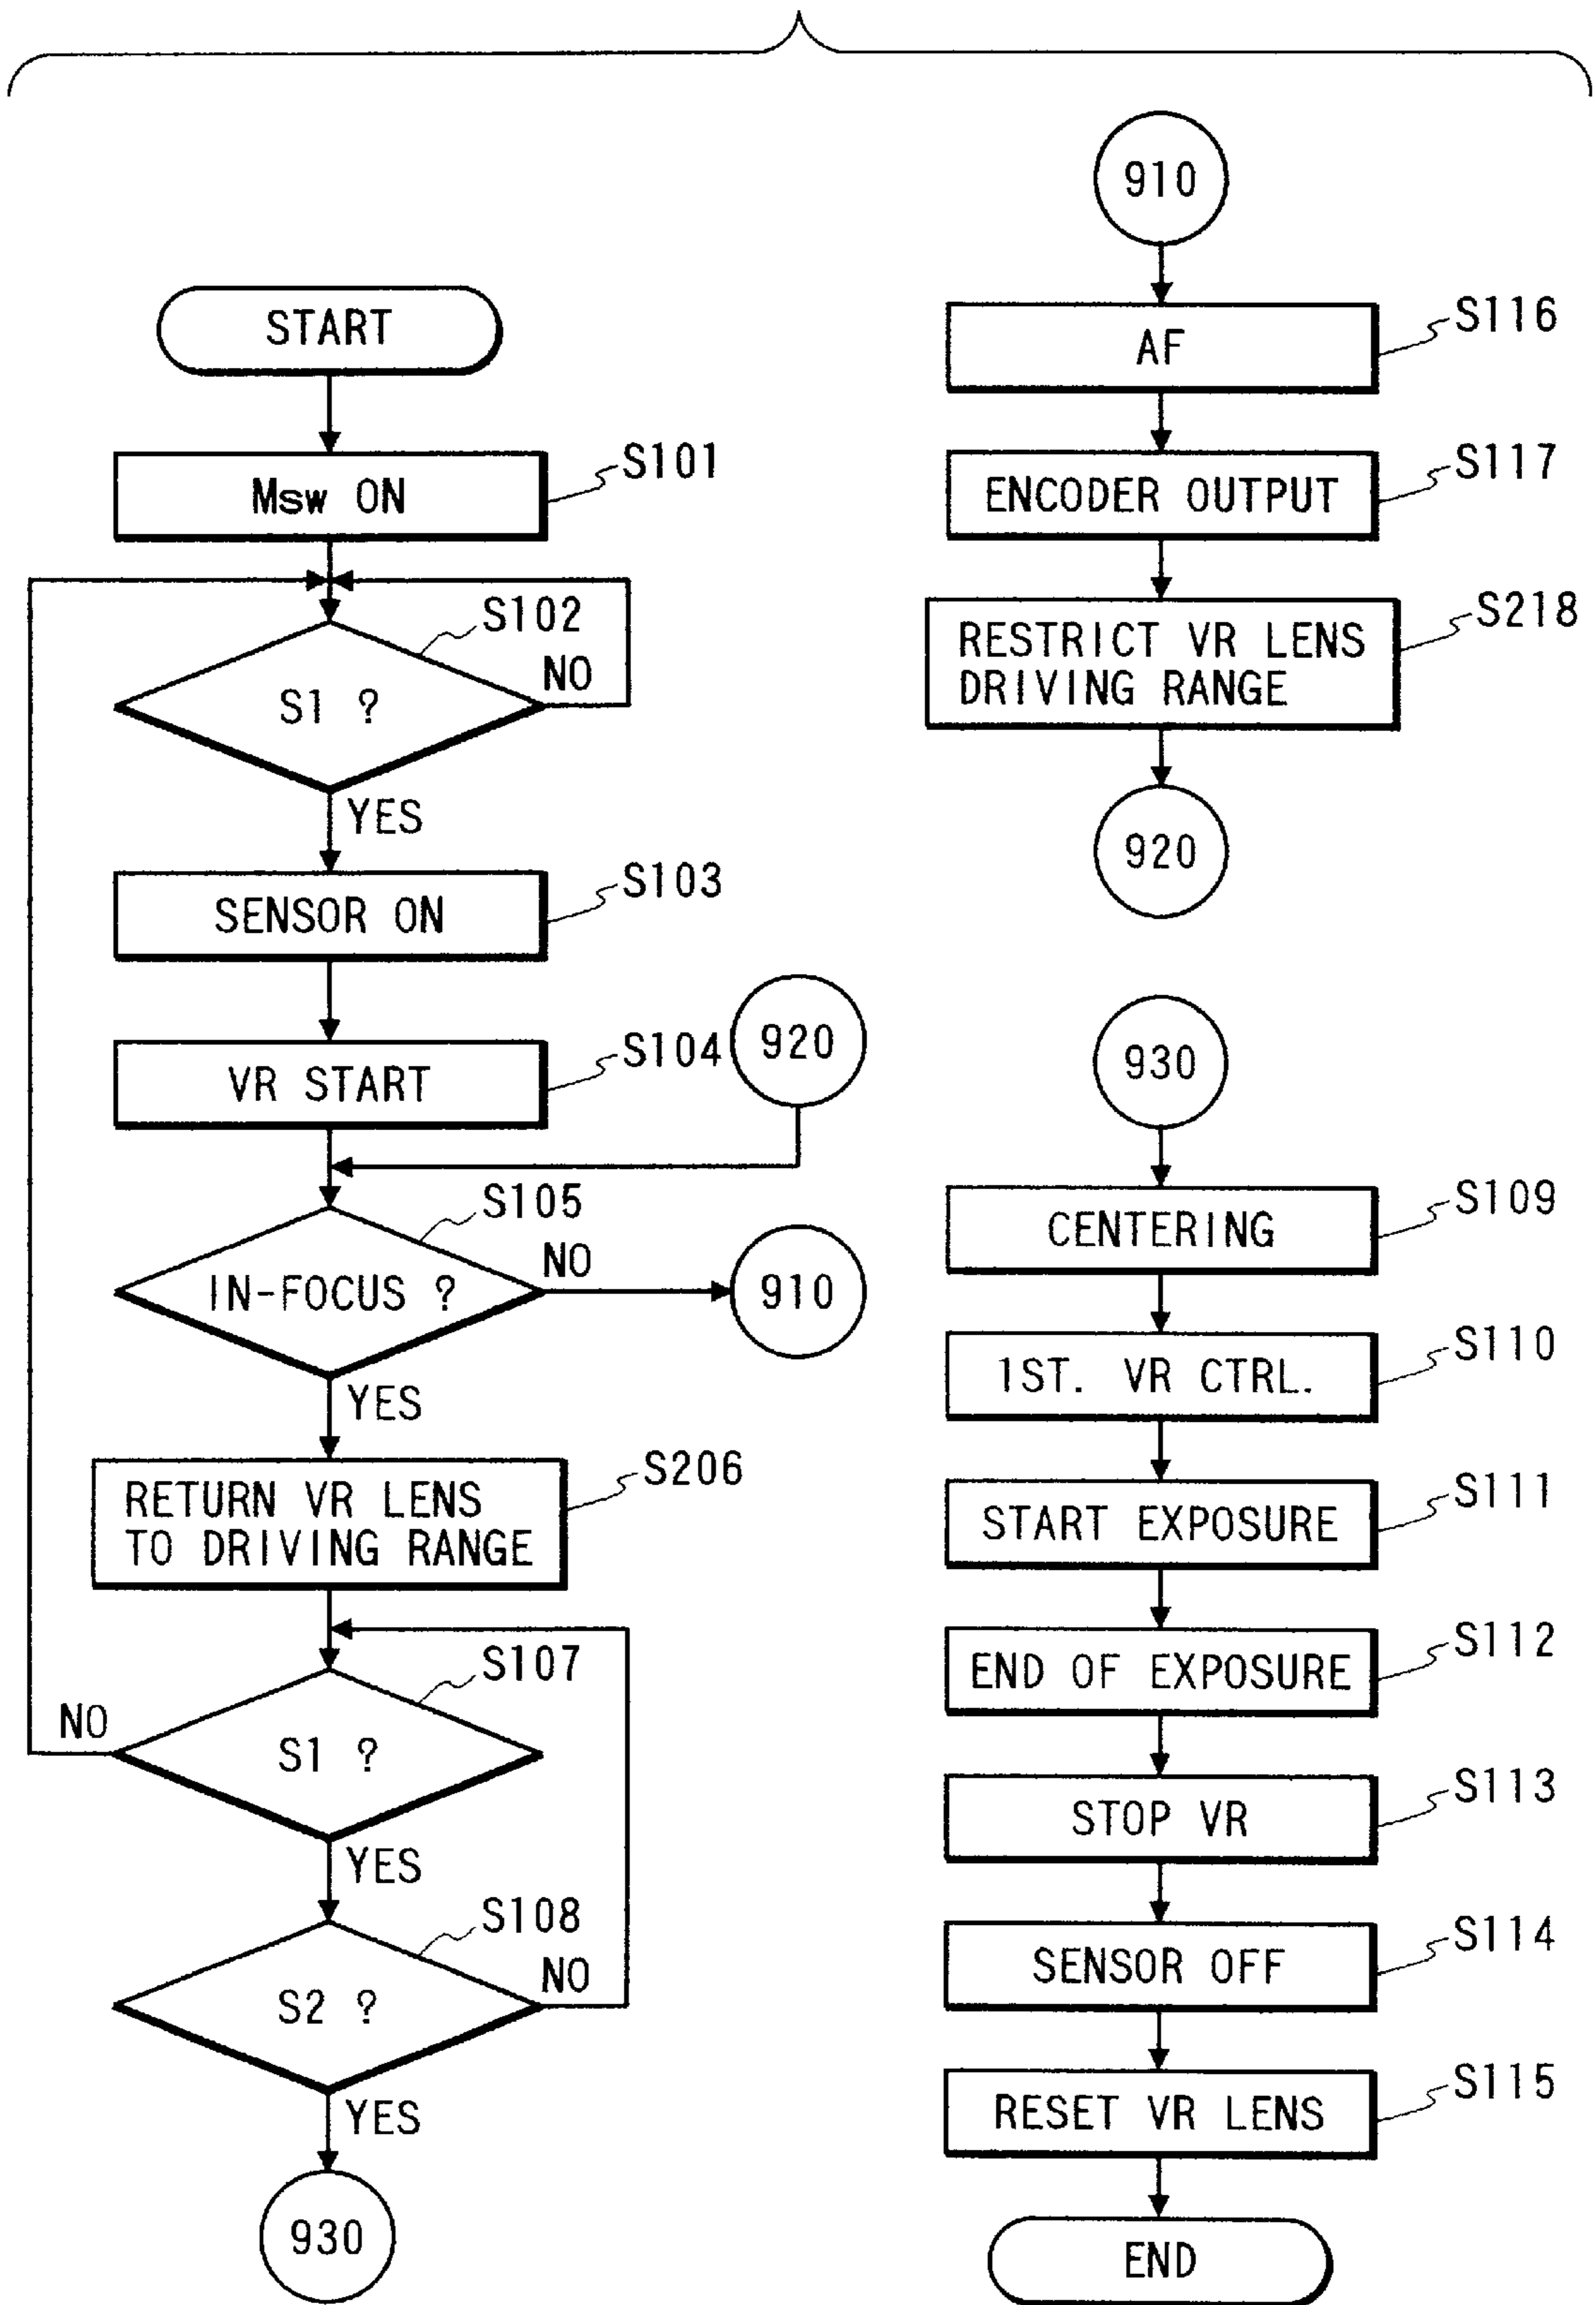 START
Msw ON
S101
S102
S1 ?
NO
YES
SENSOR ON
S103
VR START
S104
920
S105
IN-FOCUS ?
NO
910
YES
RETURN VR LENS
TO DRIVING RANGE
S206
S107
NO
S1 ?
YES
S108
S2 ?
NO
YES
930
910
AF
S116
ENCODER OUTPUT
S117
RESTRICT VR LENS
DRIVING RANGE
S218
920
930
CENTERING
S109
1ST. VR CTRL.
S110
START EXPOSURE
S111
END OF EXPOSURE
S112
STOP VR
S113
SENSOR OFF
S114
RESET VR LENS
S115
END